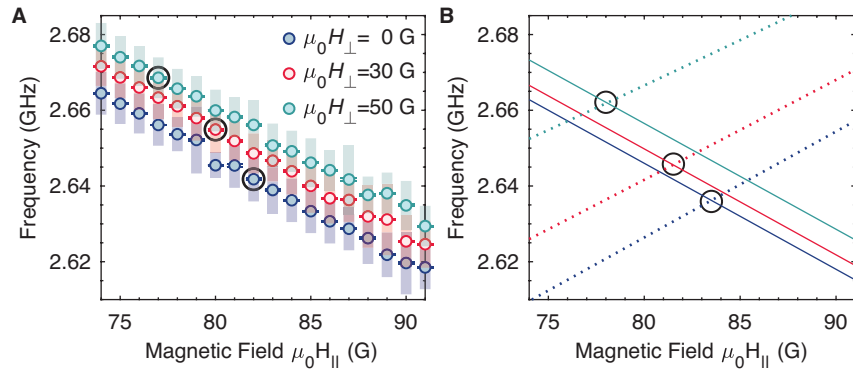 A
B
Frequency (GHz)
2.68
2.66
2.64
2.62
μ₀H⊥= 0 G
μ₀H⊥=30 G
μ₀H⊥=50 G
75 80 85 90
Magnetic Field μ₀H|| (G)
Frequency (GHz)
2.68
2.66
2.64
2.62
75 80 85 90
Magnetic Field μ₀H|| (G)